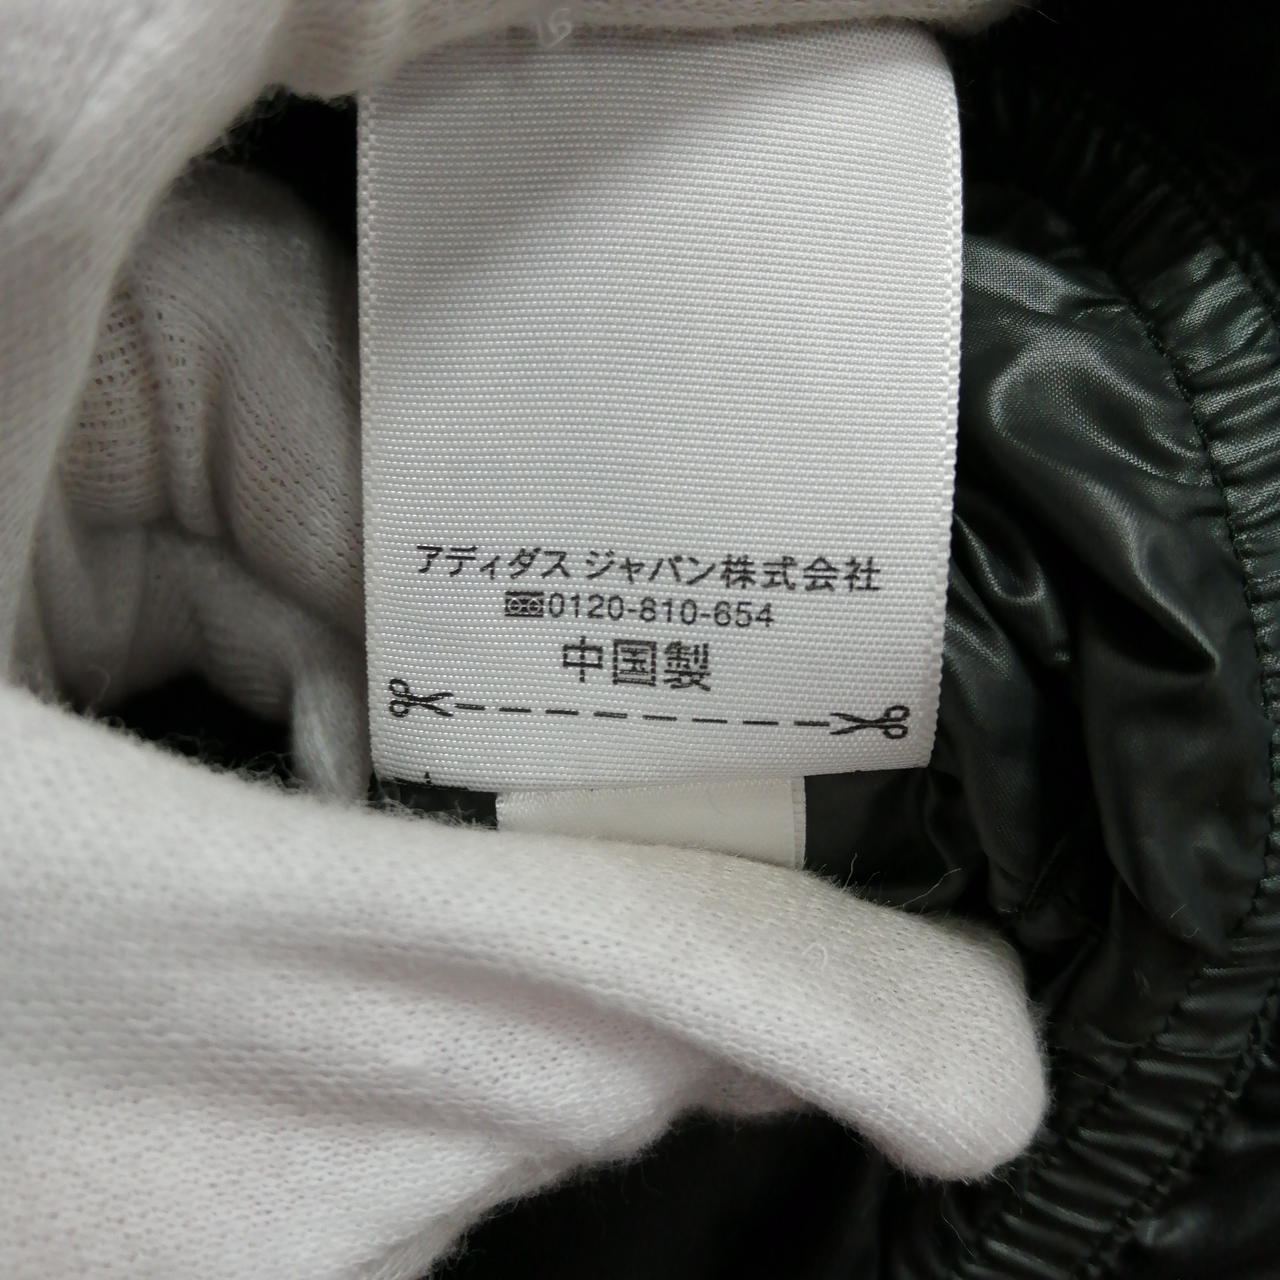 アディダス ジャパン株式会社
0120-810-654
中国製